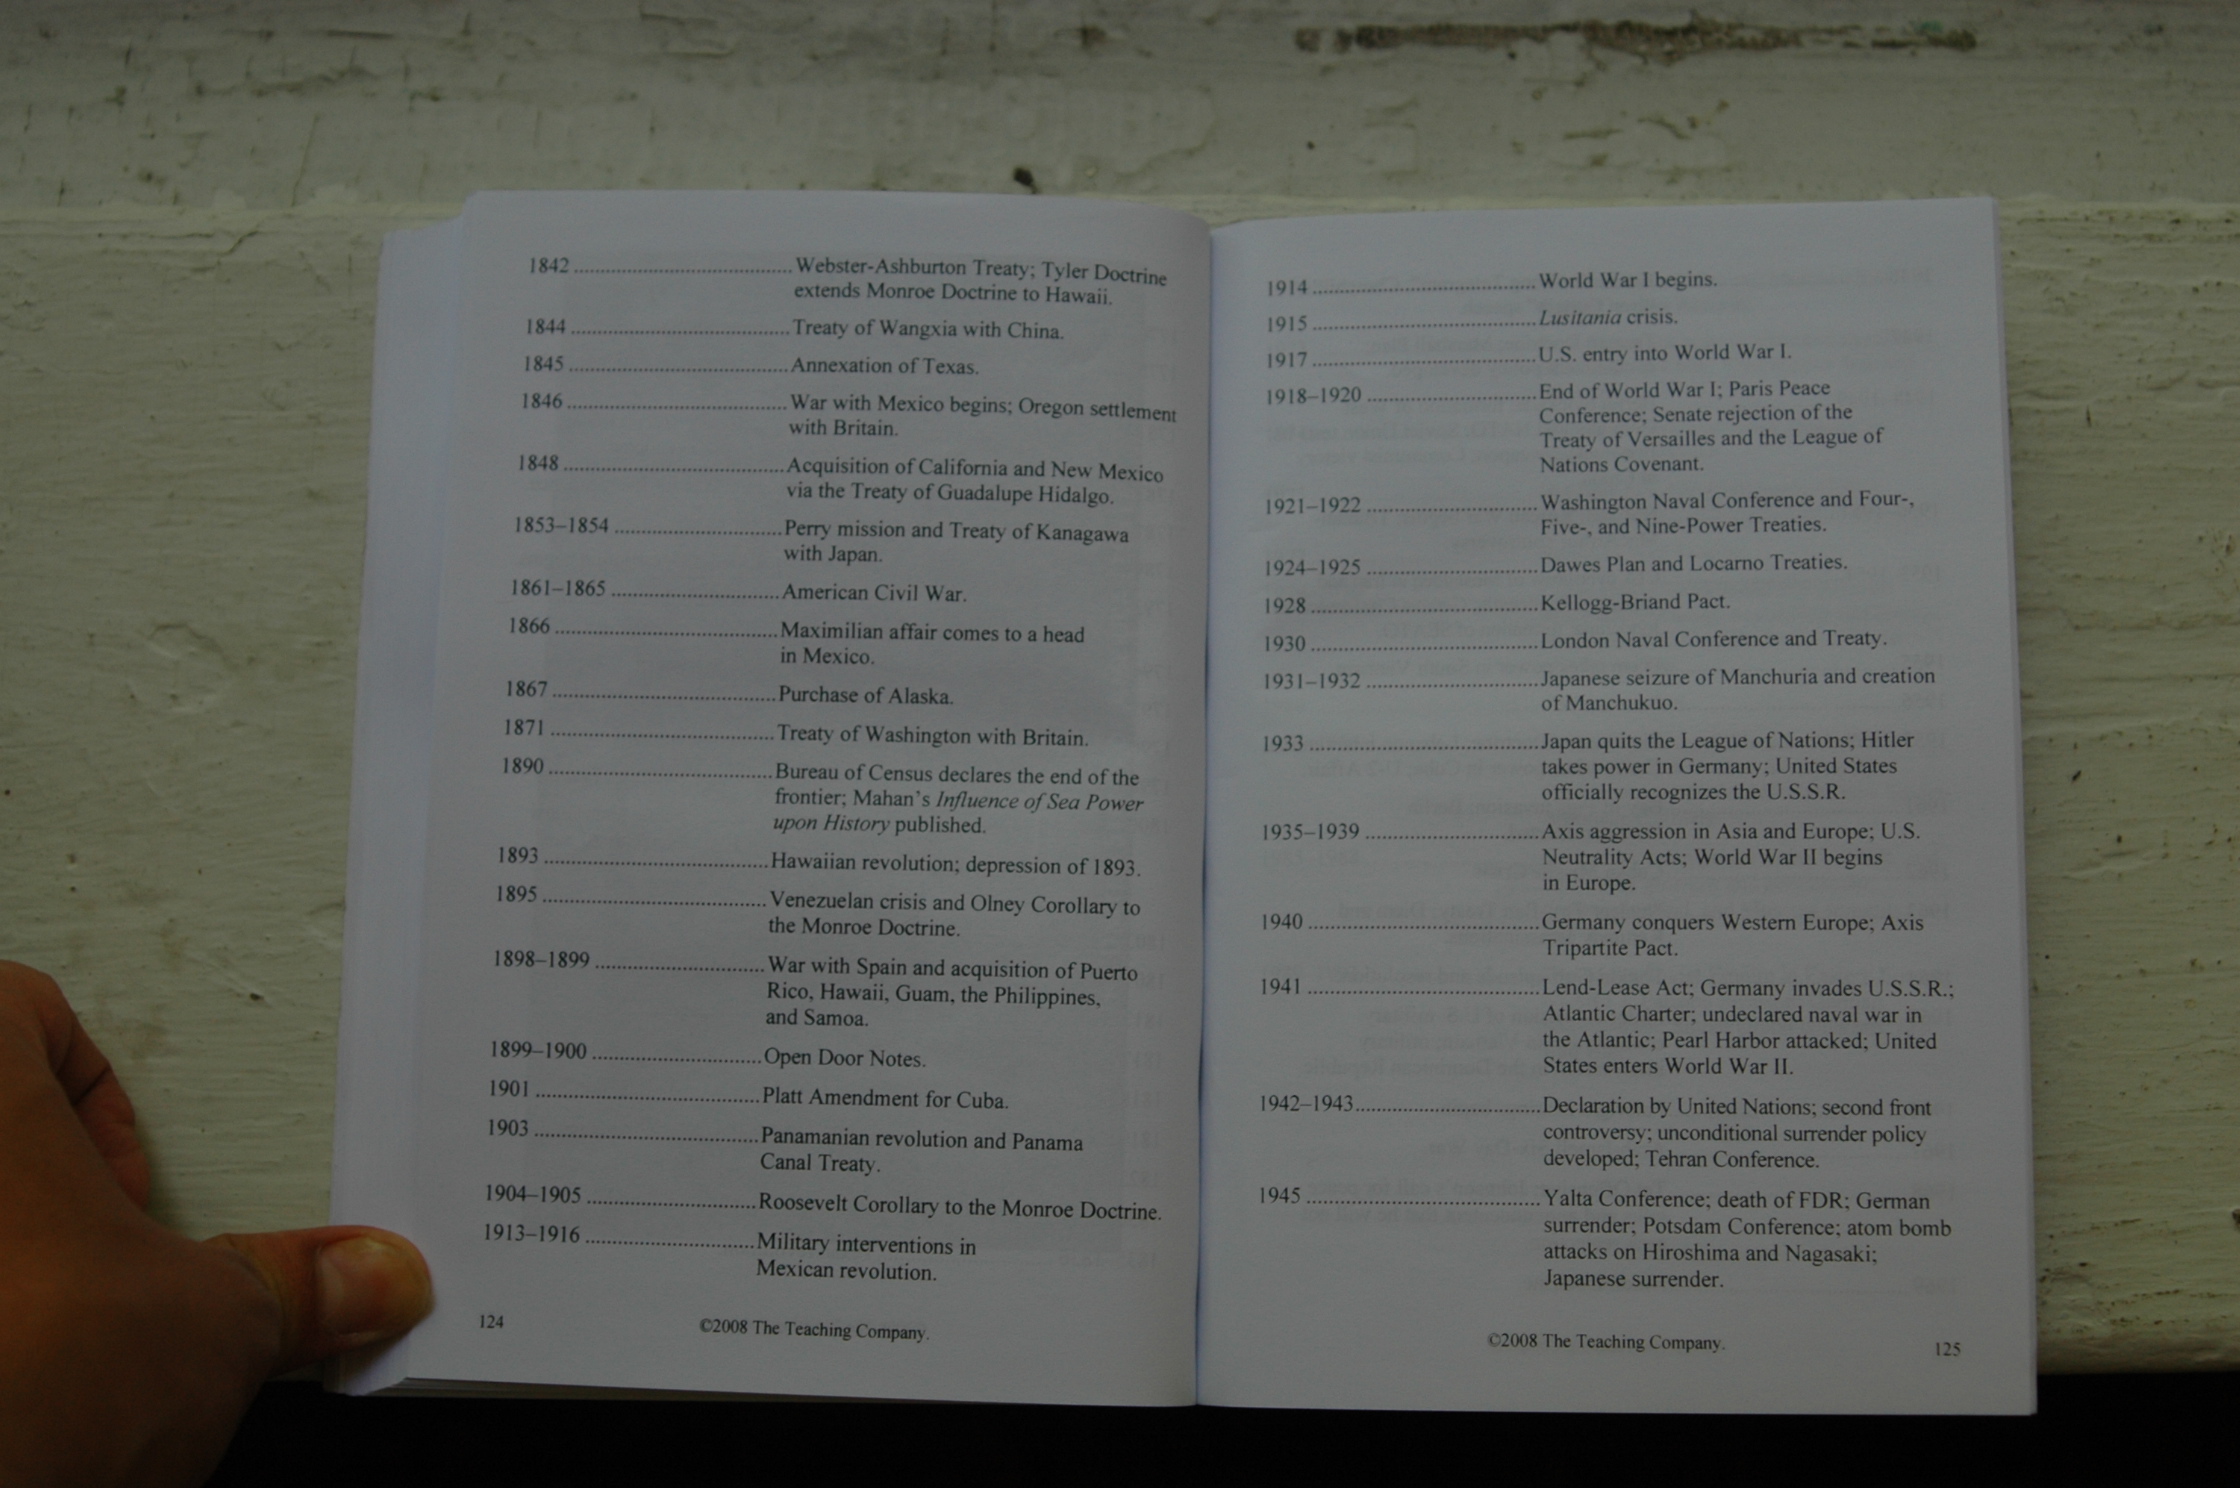 1842 ................................ Webster-Ashburton Treaty; Tyler Doctrine
extends Monroe Doctrine to Hawaii.
1844 ................................ Treaty of Wangxia with China.
1845 ................................ Annexation of Texas.
1846 ................................ War with Mexico begins; Oregon settlement
with Britain.
1848 ................................ Acquisition of California and New Mexico
via the Treaty of Guadalupe Hidalgo.
1853–1854 ......................... Perry mission and Treaty of Kanagawa
with Japan.
1861–1865 ......................... American Civil War.
1866 ................................ Maximilian affair comes to a head
in Mexico.
1867 ................................ Purchase of Alaska.
1871 ................................ Treaty of Washington with Britain.
1890 ................................ Bureau of Census declares the end of the
frontier; Mahan's Influence of Sea Power
upon History published.
1893 ................................ Hawaiian revolution; depression of 1893.
1895 ................................ Venezuelan crisis and Olney Corollary to
the Monroe Doctrine.
1898–1899 ......................... War with Spain and acquisition of Puerto
Rico, Hawaii, Guam, the Philippines,
and Samoa.
1899–1900 ......................... Open Door Notes.
1901 ................................ Platt Amendment for Cuba.
1903 ................................ Panamanian revolution and Panama
Canal Treaty.
1904–1905 ......................... Roosevelt Corollary to the Monroe Doctrine.
1913–1916 ......................... Military interventions in
Mexican revolution.
124
©2008 The Teaching Company.
1914 ................................ World War I begins.
1915 ................................ Lusitania crisis.
1917 ................................ U.S. entry into World War I.
1918–1920 ......................... End of World War I; Paris Peace
Conference; Senate rejection of the
Treaty of Versailles and the League of
Nations Covenant.
1921–1922 ......................... Washington Naval Conference and Four-,
Five-, and Nine-Power Treaties.
1924–1925 ......................... Dawes Plan and Locarno Treaties.
1928 ................................ Kellogg-Briand Pact.
1930 ................................ London Naval Conference and Treaty.
1931–1932 ......................... Japanese seizure of Manchuria and creation
of Manchukuo.
1933 ................................ Japan quits the League of Nations; Hitler
takes power in Germany; United States
officially recognizes the U.S.S.R.
1935–1939 ......................... Axis aggression in Asia and Europe; U.S.
Neutrality Acts; World War II begins
in Europe.
1940 ................................ Germany conquers Western Europe; Axis
Tripartite Pact.
1941 ................................ Lend-Lease Act; Germany invades U.S.S.R.;
Atlantic Charter; undeclared naval war in
the Atlantic; Pearl Harbor attacked; United
States enters World War II.
1942–1943 ......................... Declaration by United Nations; second front
controversy; unconditional surrender policy
developed; Tehran Conference.
1945 ................................ Yalta Conference; death of FDR; German
surrender; Potsdam Conference; atom bomb
attacks on Hiroshima and Nagasaki;
Japanese surrender.
©2008 The Teaching Company.
125